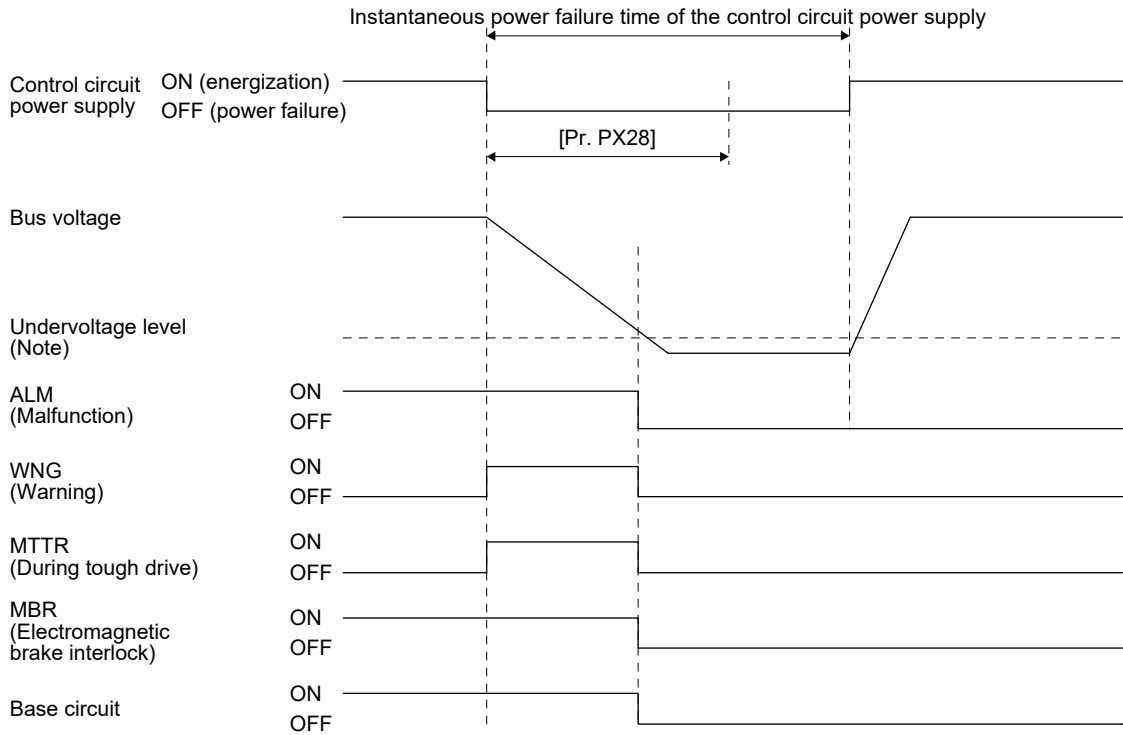 Instantaneous power failure time of the control circuit power supply
Control circuit
power supply
ON (energization)
OFF (power failure)
[Pr. PX28]
Bus voltage
Undervoltage level
(Note)
ALM
(Malfunction)
ON
OFF
WNG
(Warning)
ON
OFF
MTTR
(During tough drive)
ON
OFF
MBR
(Electromagnetic
brake interlock)
ON
OFF
Base circuit
ON
OFF